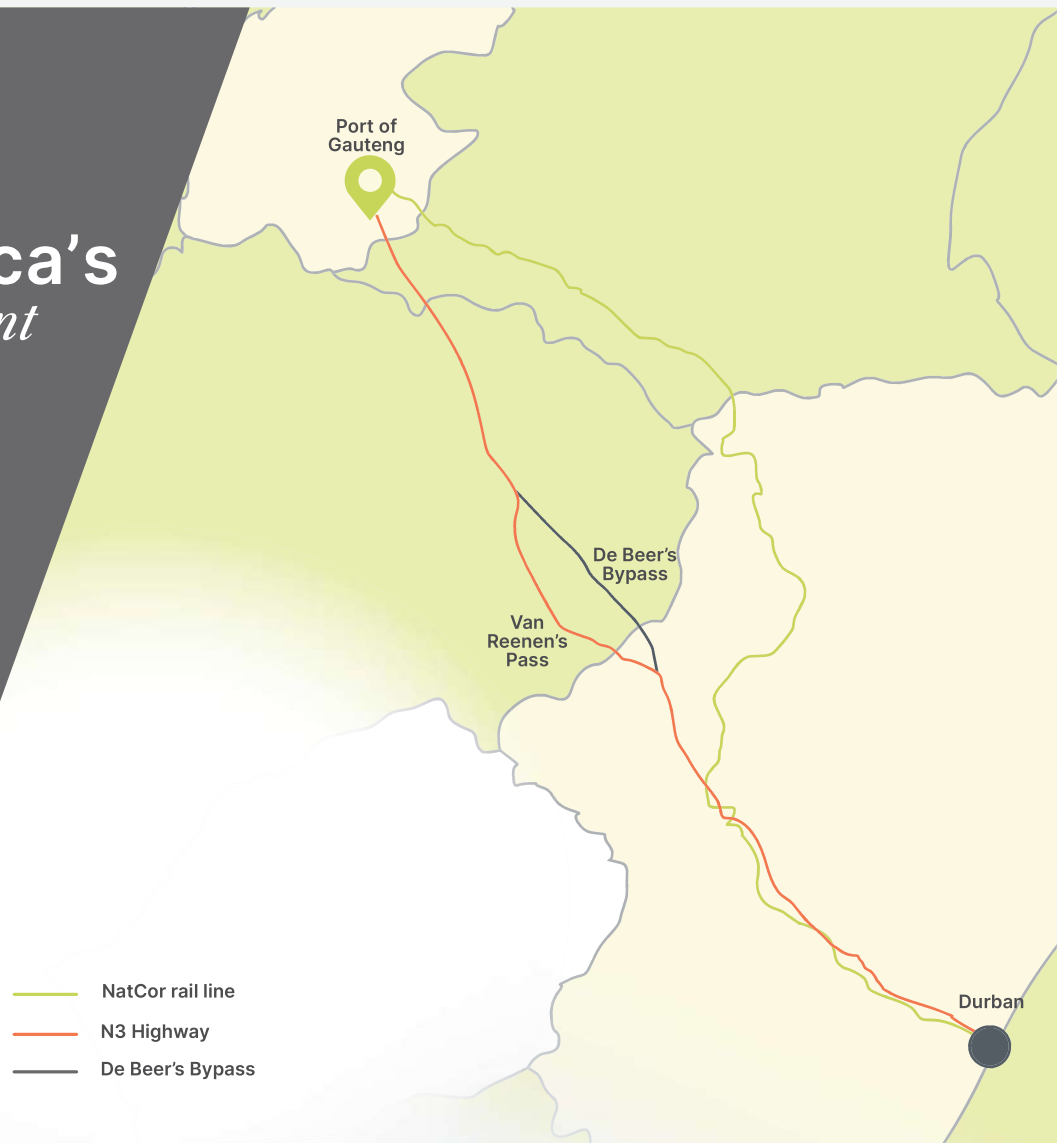 Port of
Gauteng
ca's
nt
De Beer's
Bypass
Van
Reenen's
Pass
Durban
NatCor rail line
N3 Highway
De Beer's Bypass